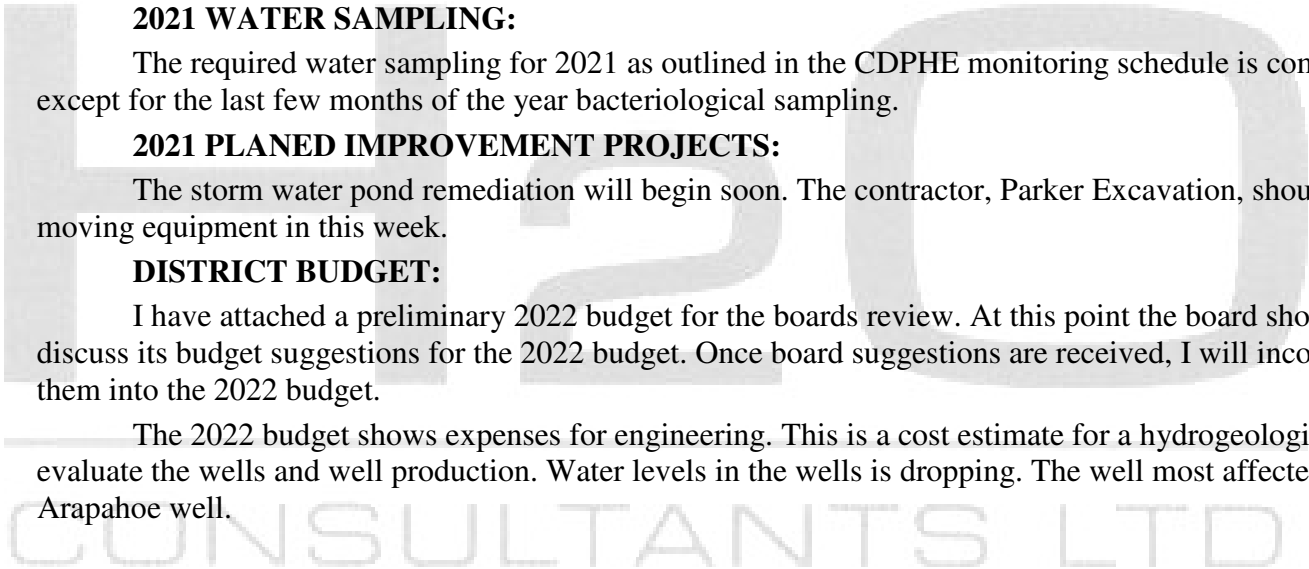 2021 WATER SAMPLING:
The required water sampling for 2021 as outlined in the CDPHE monitoring schedule is con
except for the last few months of the year bacteriological sampling.
2021 PLANED IMPROVEMENT PROJECTS:
The storm water pond remediation will begin soon. The contractor, Parker Excavation, shou
moving equipment in this week.
DISTRICT BUDGET:
I have attached a preliminary 2022 budget for the boards review. At this point the board sho
discuss its budget suggestions for the 2022 budget. Once board suggestions are received, I will inco
them into the 2022 budget.
The 2022 budget shows expenses for engineering. This is a cost estimate for a hydrogeologi
evaluate the wells and well production. Water levels in the wells is dropping. The well most affecte
Arapahoe well.
H2O
CONSULTANTS LTD